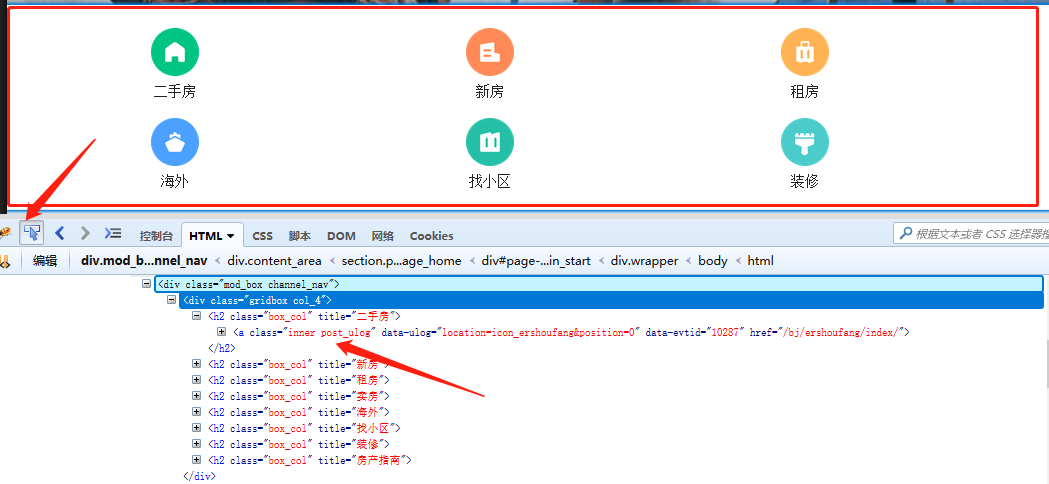 二手房 新房 租房
海外 找小区 装修
控制台 HTML CSS 脚本 DOM 网络 Cookies 根据文本或者 CSS 选择器搜
编辑 div.mod_b...nnel_nav < div.content_area < section.p...age_home < div#page-...in_start < div.wrapper < body < html
<div class="mod_box channel_nav">
<div class="gridbox col_4">
<h2 class="box_col" title="二手房">
<a class="inner post_ulog" data-ulog="location=icon_ershoufang&position=0" data-evtid="10287" href="/bj/ershoufang/index/">
</h2>
<h2 class="box_col" title="新房">
<h2 class="box_col" title="租房">
<h2 class="box_col" title="卖房">
<h2 class="box_col" title="海外">
<h2 class="box_col" title="找小区">
<h2 class="box_col" title="装修">
<h2 class="box_col" title="房产指南">
</div>